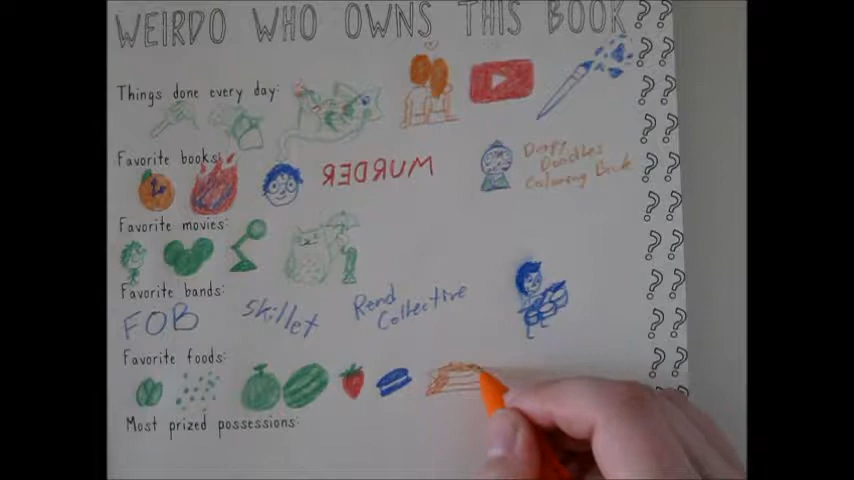 WEIRDO WHO OWNS THIS BOOK
Things done every day:
Favorite books:
REDRUM
Derpy
Doodles
Coloring Book
Favorite movies:
Favorite bands:
FOB
Skillet
Rend
Collective
Favorite foods:
Most prized possessions: